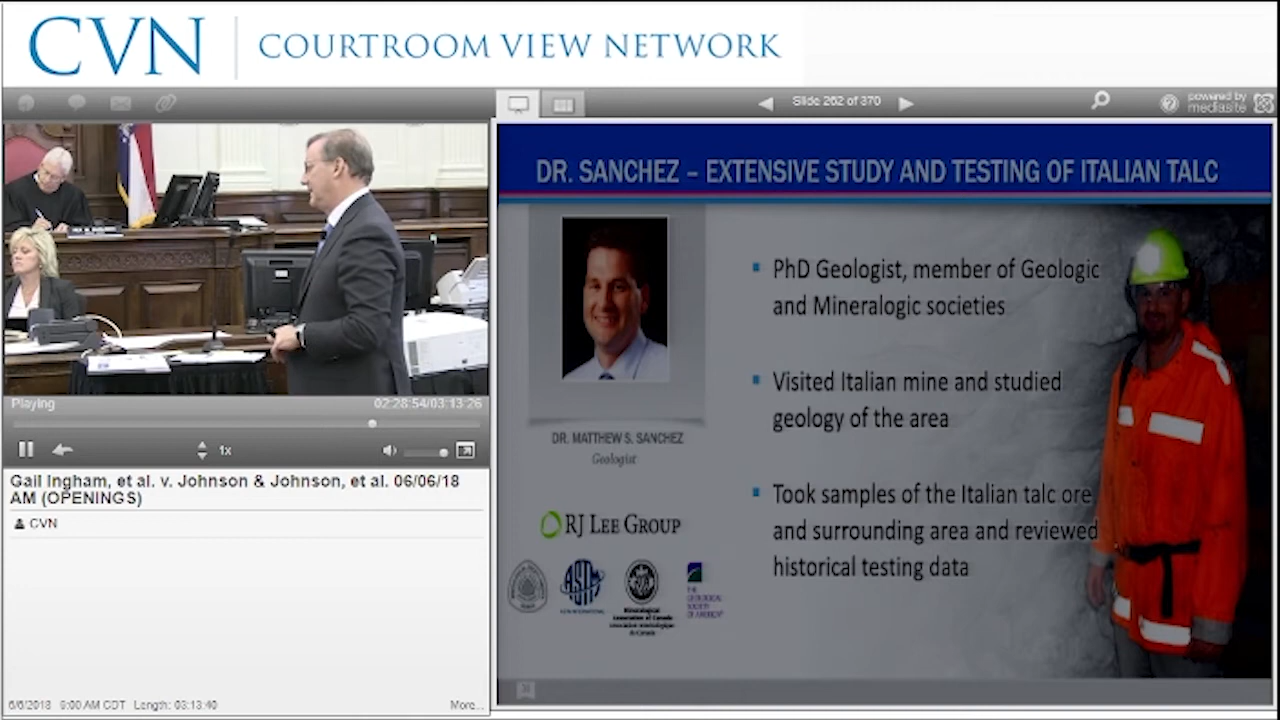 CVN
COURTROOM VIEW NETWORK
Slide 262 of 370
powered by
mediasite
DR. SANCHEZ – EXTENSIVE STUDY AND TESTING OF ITALIAN TALC
PhD Geologist, member of Geologic
and Mineralogic societies
Visited Italian mine and studied
geology of the area
DR. MATTHEW S. SANCHEZ
Geologist
Took samples of the Italian talc ore
and surrounding area and reviewed
historical testing data
RJ LEE GROUP
Playing
02:28:54/03:13:26
1x
Gail Ingham, et al. v. Johnson & Johnson, et al. 06/06/18
AM (OPENINGS)
CVN
6/6/2018 9:00 AM CDT Length: 03:13:40
More...